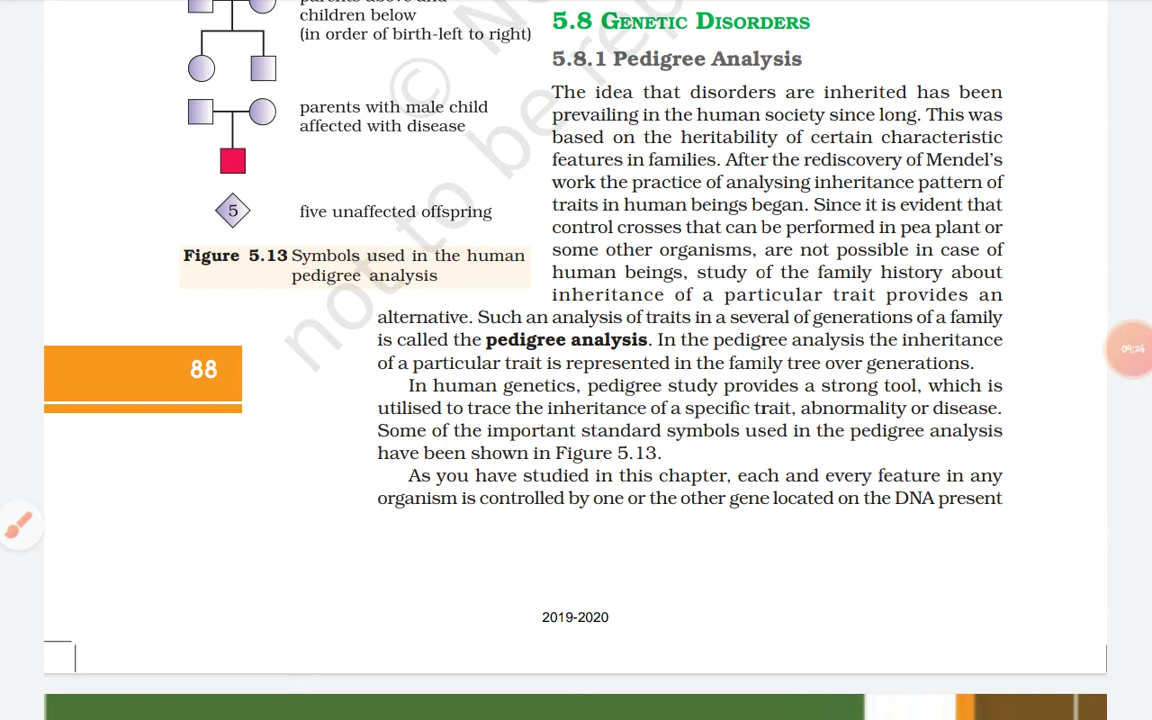 parents above and
children below
(in order of birth-left to right)
parents with male child
affected with disease
5
five unaffected offspring
Figure 5.13 Symbols used in the human
pedigree analysis
88
5.8 GENETIC DISORDERS
5.8.1 Pedigree Analysis
The idea that disorders are inherited has been
prevailing in the human society since long. This was
based on the heritability of certain characteristic
features in families. After the rediscovery of Mendel's
work the practice of analysing inheritance pattern of
traits in human beings began. Since it is evident that
control crosses that can be performed in pea plant or
some other organisms, are not possible in case of
human beings, study of the family history about
inheritance of a particular trait provides an
alternative. Such an analysis of traits in a several of generations of a family
is called the pedigree analysis. In the pedigree analysis the inheritance
of a particular trait is represented in the family tree over generations.
In human genetics, pedigree study provides a strong tool, which is
utilised to trace the inheritance of a specific trait, abnormality or disease.
Some of the important standard symbols used in the pedigree analysis
have been shown in Figure 5.13.
As you have studied in this chapter, each and every feature in any
organism is controlled by one or the other gene located on the DNA present
2019-2020
©
not to be rep
09:26